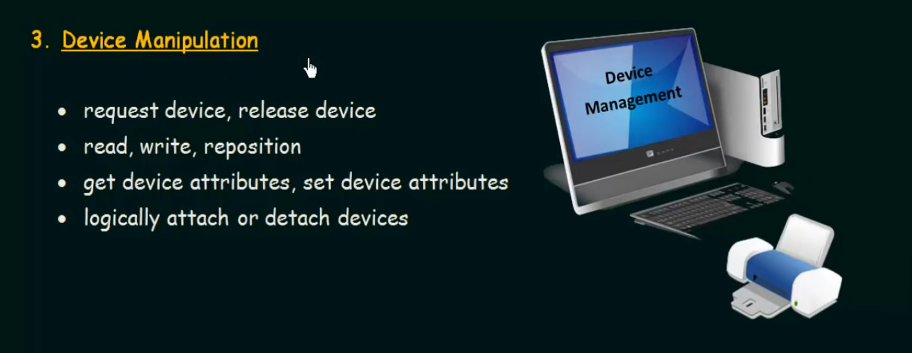 3. Device Manipulation
• request device, release device
• read, write, reposition
• get device attributes, set device attributes
• logically attach or detach devices
Device
Management